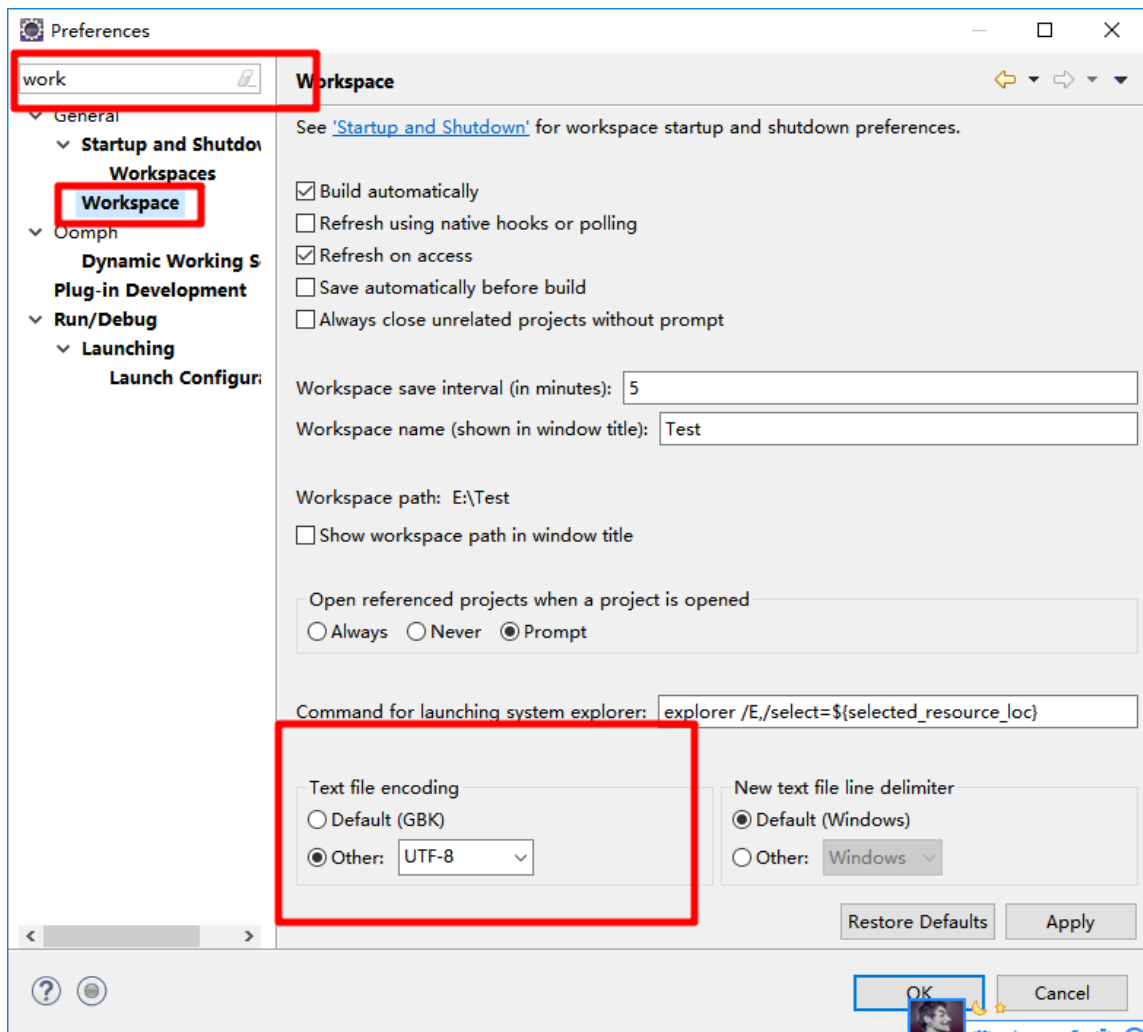 Preferences
work
Workspace
General
Startup and Shutdov
Workspaces
Workspace
Oomph
Dynamic Working S
Plug-in Development
Run/Debug
Launching
Launch Configur
See 'Startup and Shutdown' for workspace startup and shutdown preferences.
Build automatically
Refresh using native hooks or polling
Refresh on access
Save automatically before build
Always close unrelated projects without prompt
Workspace save interval (in minutes): 5
Workspace name (shown in window title): Test
Workspace path: E:\Test
Show workspace path in window title
Open referenced projects when a project is opened
Always Never Prompt
Command for launching system explorer: explorer /E,/select=${selected_resource_loc}
Text file encoding
Default (GBK)
Other: UTF-8
New text file line delimiter
Default (Windows)
Other: Windows
Restore Defaults Apply
OK Cancel